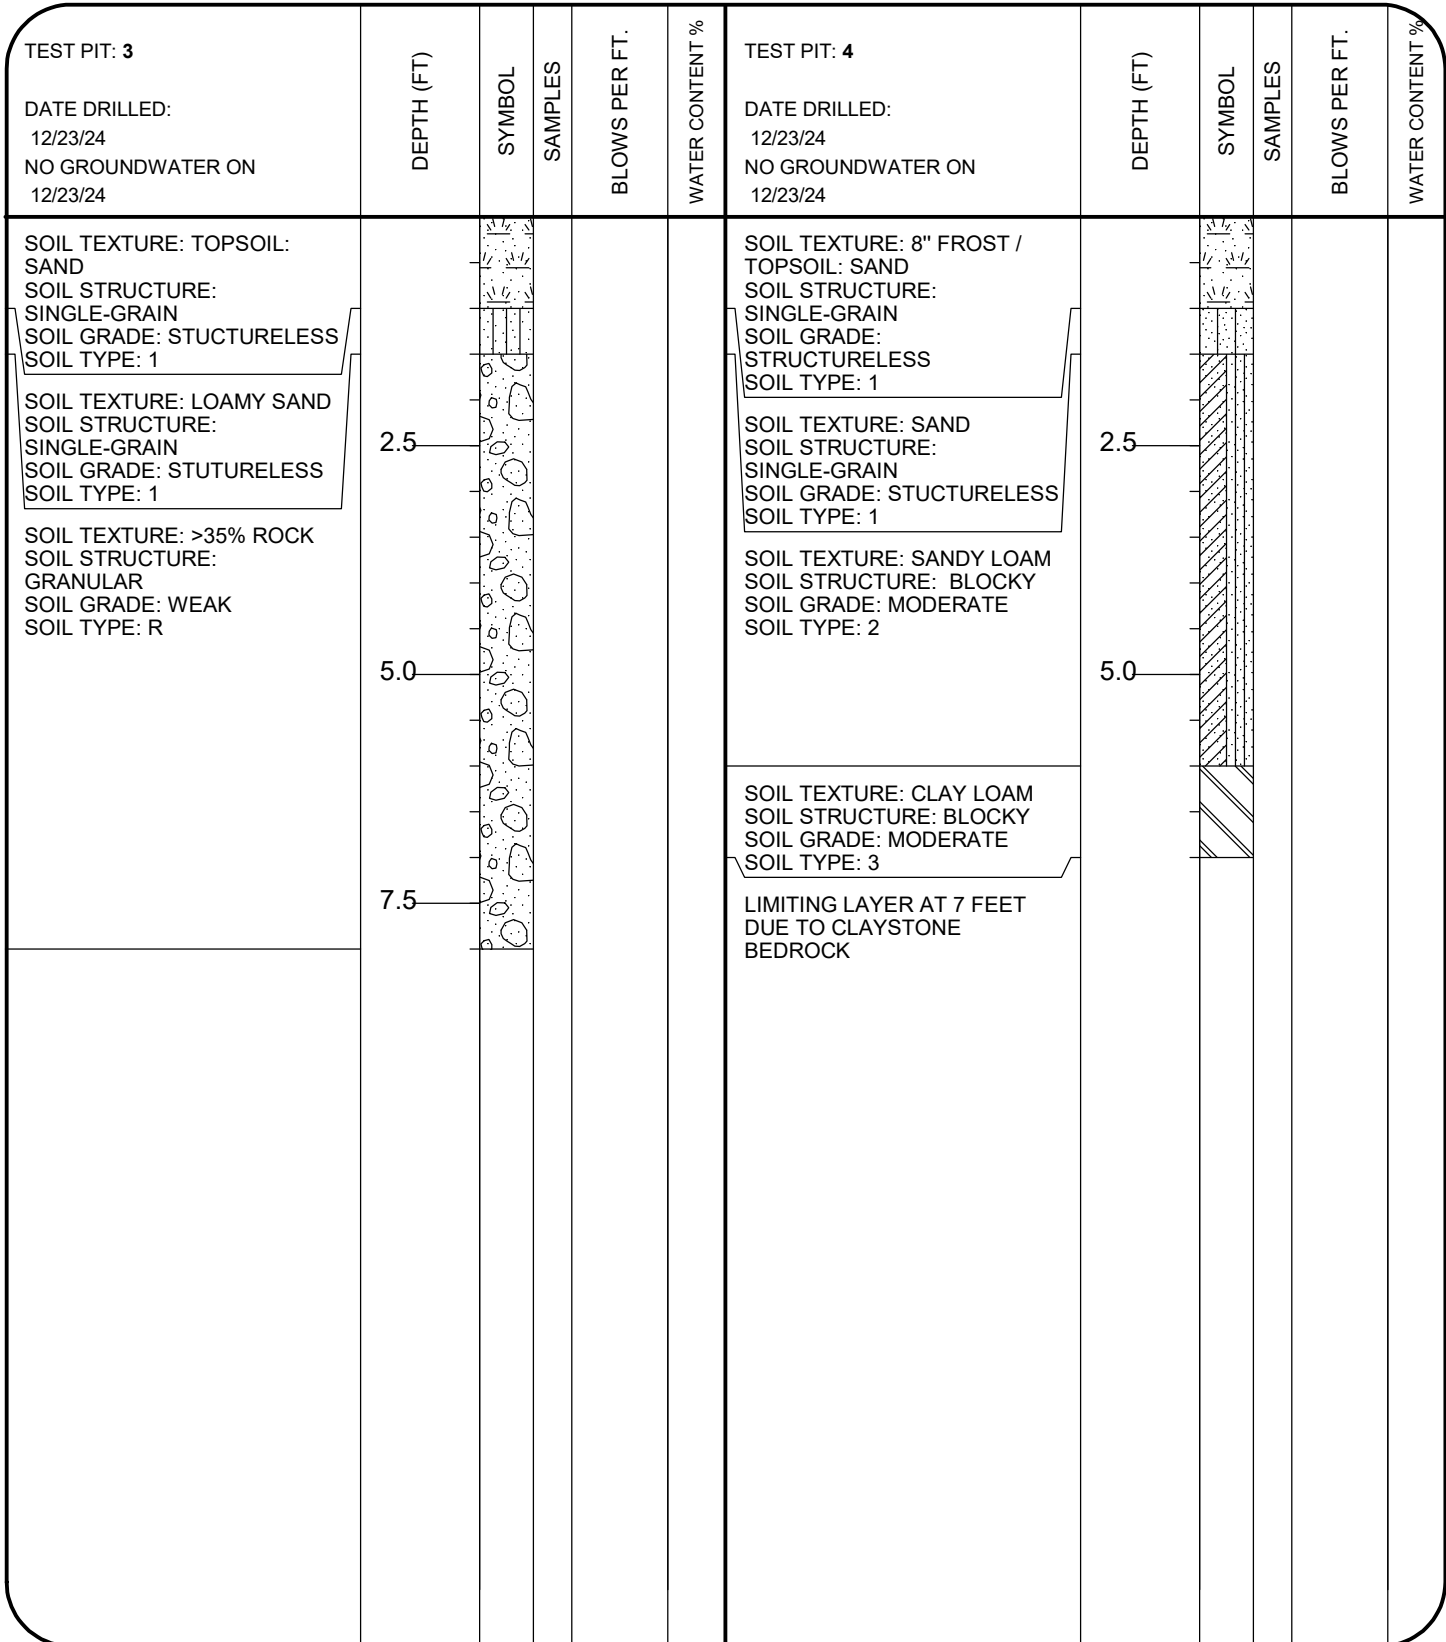 TEST PIT: 3
DATE DRILLED:
12/23/24
NO GROUNDWATER ON
12/23/24
DEPTH (FT)
SYMBOL
SAMPLES
BLOWS PER FT.
WATER CONTENT %
SOIL TEXTURE: TOPSOIL:
SAND
SOIL STRUCTURE:
SINGLE-GRAIN
SOIL GRADE: STUCTURELESS
SOIL TYPE: 1
SOIL TEXTURE: LOAMY SAND
SOIL STRUCTURE:
SINGLE-GRAIN
SOIL GRADE: STUTURELESS
SOIL TYPE: 1
SOIL TEXTURE: >35% ROCK
SOIL STRUCTURE:
GRANULAR
SOIL GRADE: WEAK
SOIL TYPE: R
2.5
5.0
7.5
TEST PIT: 4
DATE DRILLED:
12/23/24
NO GROUNDWATER ON
12/23/24
DEPTH (FT)
SYMBOL
SAMPLES
BLOWS PER FT.
WATER CONTENT %
SOIL TEXTURE: 8" FROST /
TOPSOIL: SAND
SOIL STRUCTURE:
SINGLE-GRAIN
SOIL GRADE:
STRUCTURELESS
SOIL TYPE: 1
SOIL TEXTURE: SAND
SOIL STRUCTURE:
SINGLE-GRAIN
SOIL GRADE: STUCTURELESS
SOIL TYPE: 1
SOIL TEXTURE: SANDY LOAM
SOIL STRUCTURE: BLOCKY
SOIL GRADE: MODERATE
SOIL TYPE: 2
SOIL TEXTURE: CLAY LOAM
SOIL STRUCTURE: BLOCKY
SOIL GRADE: MODERATE
SOIL TYPE: 3
LIMITING LAYER AT 7 FEET
DUE TO CLAYSTONE
BEDROCK
2.5
5.0